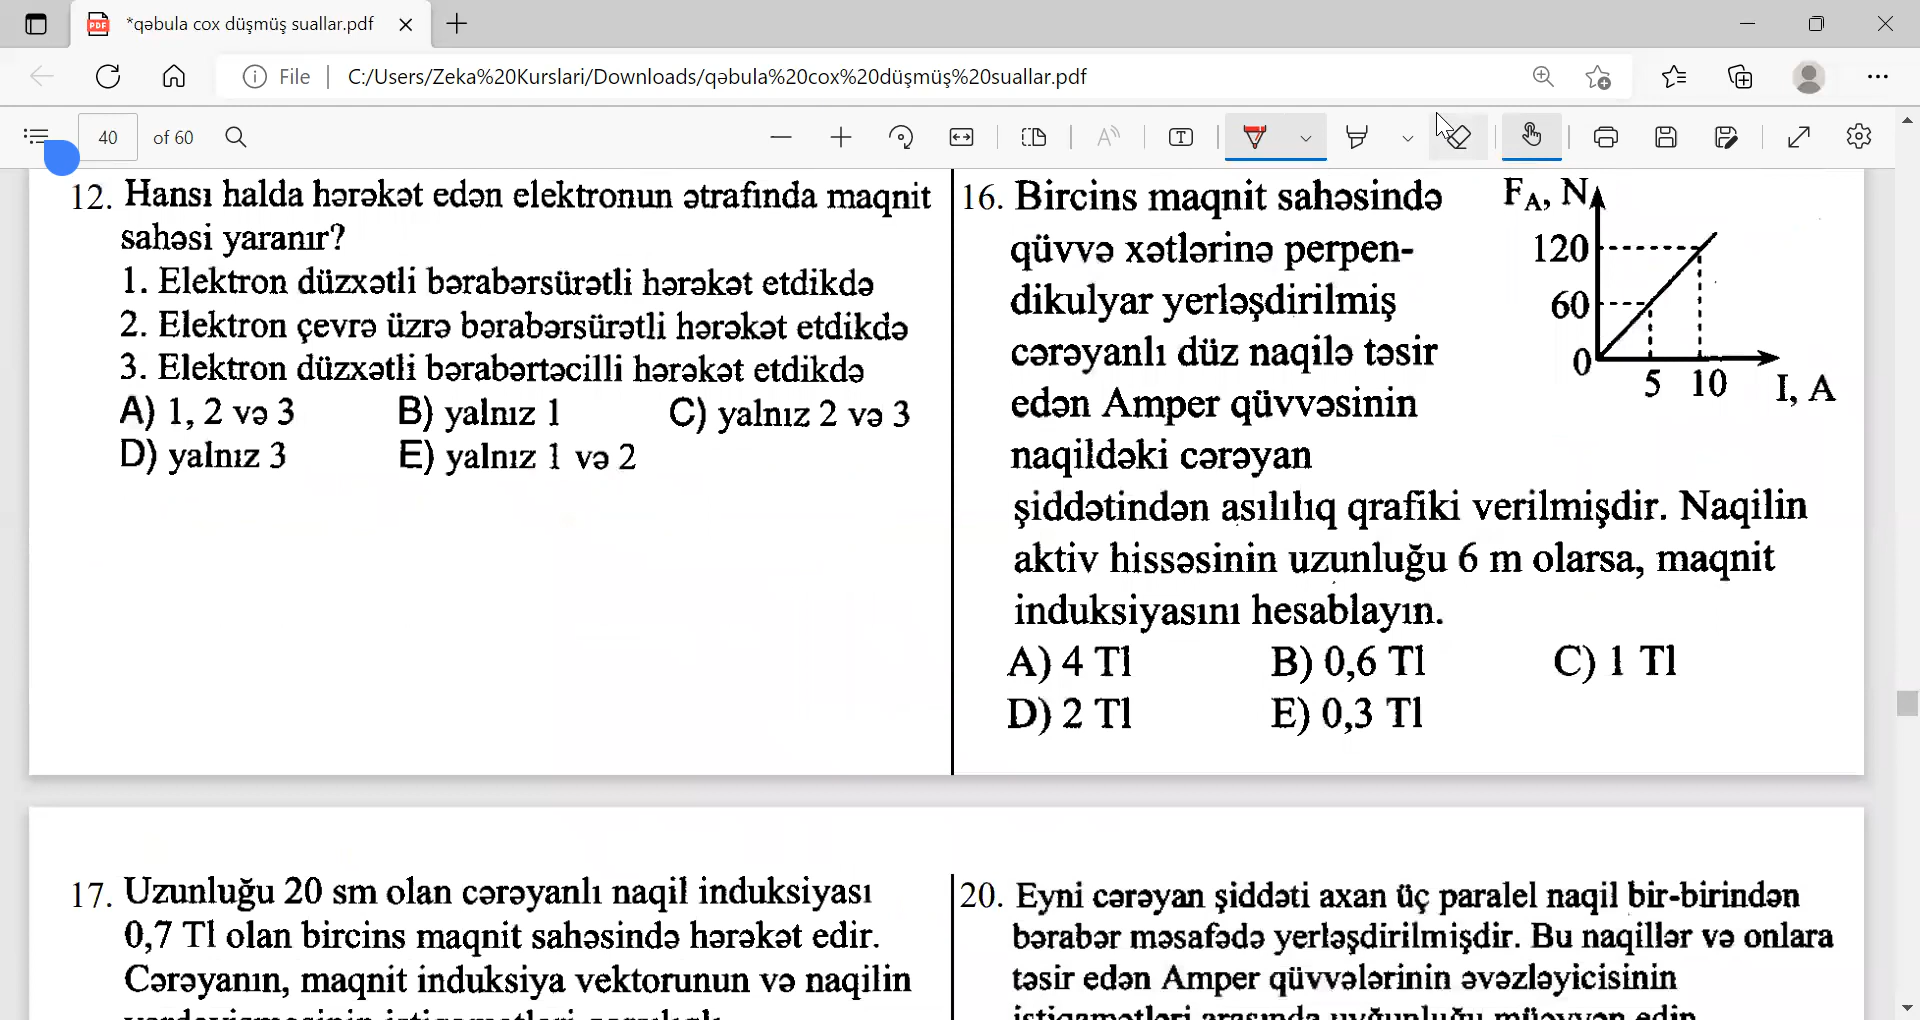 *qəbula cox düşmüş suallar.pdf
File
C:/Users/Zeka%20Kurslari/Downloads/qəbula%20cox%20düşmüş%20suallar.pdf
40 of 60
12. Hansı halda hərəkət edən elektronun ətrafında maqnit
sahəsi yaranır?
1. Elektron düzxətli bərabərsürətli hərəkət etdikdə
2. Elektron çevrə üzrə bərabərsürətli hərəkət etdikdə
3. Elektron düzxətli bərabərtəcilli hərəkət etdikdə
A) 1, 2 və 3 B) yalnız 1 C) yalnız 2 və 3
D) yalnız 3 E) yalnız 1 və 2
16. Bircins maqnit sahəsində
qüvvə xətlərinə perpen-
dikulyar yerləşdirilmiş
cərəyanlı düz naqilə təsir
edən Amper qüvvəsinin
naqildəki cərəyan
şiddətindən asılılıq qrafiki verilmişdir. Naqilin
aktiv hissəsinin uzunluğu 6 m olarsa, maqnit
induksiyasını hesablayın.
A) 4 Tl B) 0,6 Tl C) 1 Tl
D) 2 Tl E) 0,3 Tl
FA, N
120
60
0
5 10 I, A
17. Uzunluğu 20 sm olan cərəyanlı naqil induksiyası
0,7 Tl olan bircins maqnit sahəsində hərəkət edir.
Cərəyanın, maqnit induksiya vektorunun və naqilin
20. Eyni cərəyan şiddəti axan üç paralel naqil bir-birindən
bərabər məsafədə yerləşdirilmişdir. Bu naqillər və onlara
təsir edən Amper qüvvələrinin əvəzləyicisinin
istiqamətləri arasında uyğunluğu müəyyən edin